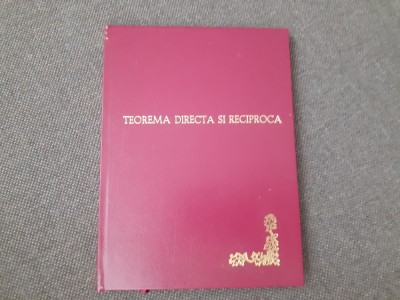 TEOREMA DIRECTA SI RECIPROCA